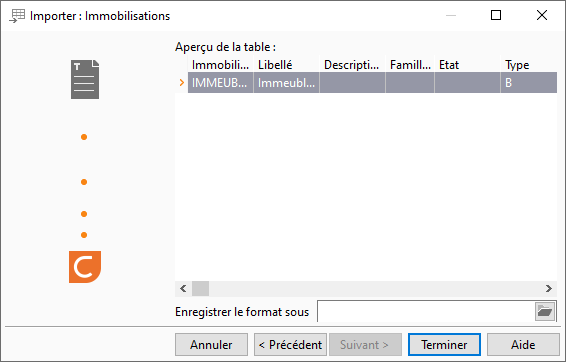 Importer : Immobilisations
Aperçu de la table :
Immobili... Libellé Descripti... Famill... Etat Type
IMMEUB... Immeubl... B
Enregistrer le format sous
Annuler < Précédent Suivant > Terminer Aide